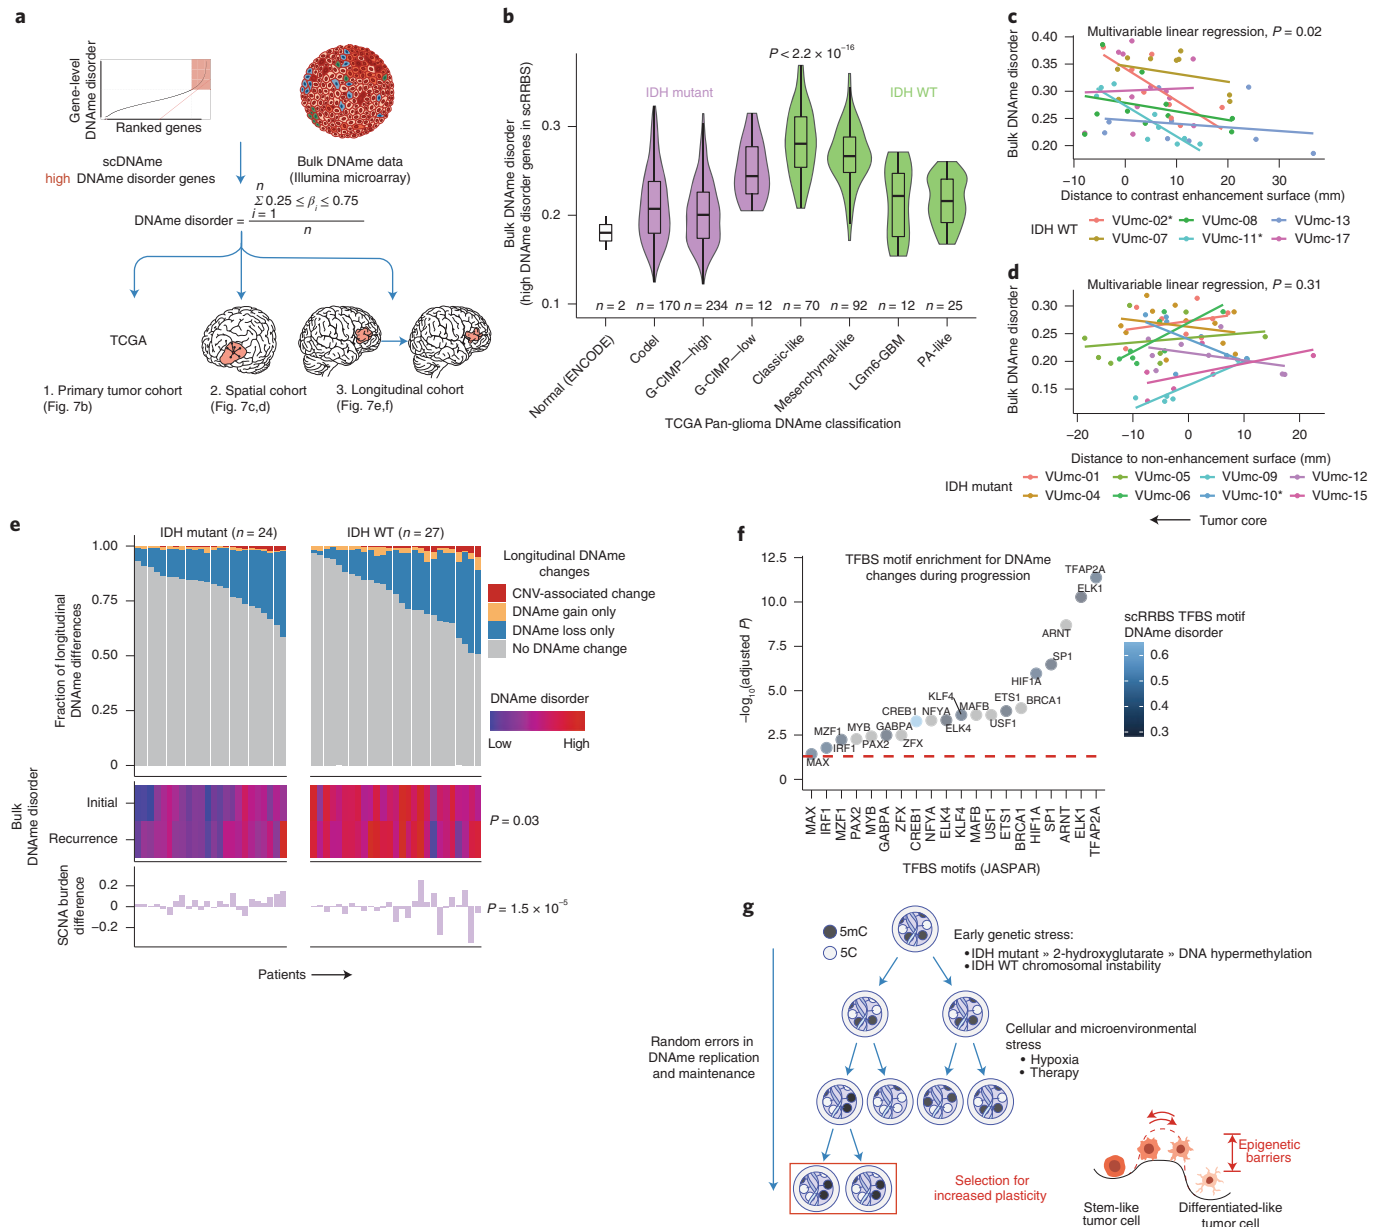 a
Gene-level
DNAme disorder
Ranked genes
scDNAme
high DNAme disorder genes
Bulk DNAme data
(Illumina microarray)
DNAme disorder =
n
Σ 0.25 ≤ βi ≤ 0.75
i = 1
n
TCGA
1. Primary tumor cohort
(Fig. 7b)
2. Spatial cohort
(Fig. 7c,d)
3. Longitudinal cohort
(Fig. 7e,f)
b
Bulk DNAme disorder
(high DNAme disorder genes in scRRBS)
0.3
0.2
0.1
P < 2.2 × 10−16
IDH mutant
IDH WT
n = 2
n = 170
n = 234
n = 12
n = 70
n = 92
n = 12
n = 25
Normal (ENCODE)
Codel
G-CIMP—high
G-CIMP—low
Classic-like
Mesenchymal-like
LGm6-GBM
PA-like
TCGA Pan-glioma DNAme classification
c
Multivariable linear regression, P = 0.02
Bulk DNAme disorder
0.40
0.35
0.30
0.25
0.20
−10
0
10
20
30
Distance to contrast enhancement surface (mm)
IDH WT
VUmc-02*
VUmc-08
VUmc-13
VUmc-07
VUmc-11*
VUmc-17
d
Multivariable linear regression, P = 0.31
Bulk DNAme disorder
0.30
0.25
0.20
0.15
−20
−10
0
10
20
Distance to non-enhancement surface (mm)
IDH mutant
VUmc-01
VUmc-05
VUmc-09
VUmc-12
VUmc-04
VUmc-06
VUmc-10*
VUmc-15
Tumor core
e
IDH mutant (n = 24)
IDH WT (n = 27)
Fraction of longitudinal
DNAme differences
1.00
0.75
0.50
0.25
0
Longitudinal DNAme
changes
CNV-associated change
DNAme gain only
DNAme loss only
No DNAme change
DNAme disorder
Low
High
Bulk
DNAme disorder
Initial
Recurrence
P = 0.03
SCNA burden
difference
0.2
0
−0.2
P = 1.5 × 10−5
Patients
f
TFBS motif enrichment for DNAme
changes during progression
−log10(adjusted P)
12.5
10.0
7.5
5.0
2.5
0
TFAP2A
ELK1
ARNT
SP1
HIF1A
BRCA1
ETS1
USF1
MAFB
KLF4
ELK4
NFYA
CREB1
ZFX
GABPA
PAX2
MYB
MZF1
IRF1
MAX
MAX
IRF1
MZF1
PAX2
MYB
GABPA
ZFX
CREB1
NFYA
ELK4
KLF4
MAFB
USF1
ETS1
BRCA1
HIF1A
SP1
ARNT
ELK1
TFAP2A
TFBS motifs (JASPAR)
scRRBS TFBS motif
DNAme disorder
0.6
0.5
0.4
0.3
g
5mC
5C
Early genetic stress:
• IDH mutant » 2-hydroxyglutarate » DNA hypermethylation
• IDH WT chromosomal instability
Random errors in
DNAme replication
and maintenance
Cellular and microenvironmental
stress
• Hypoxia
• Therapy
Selection for
increased plasticity
Epigenetic
barriers
Stem-like
tumor cell
Differentiated-like
tumor cell